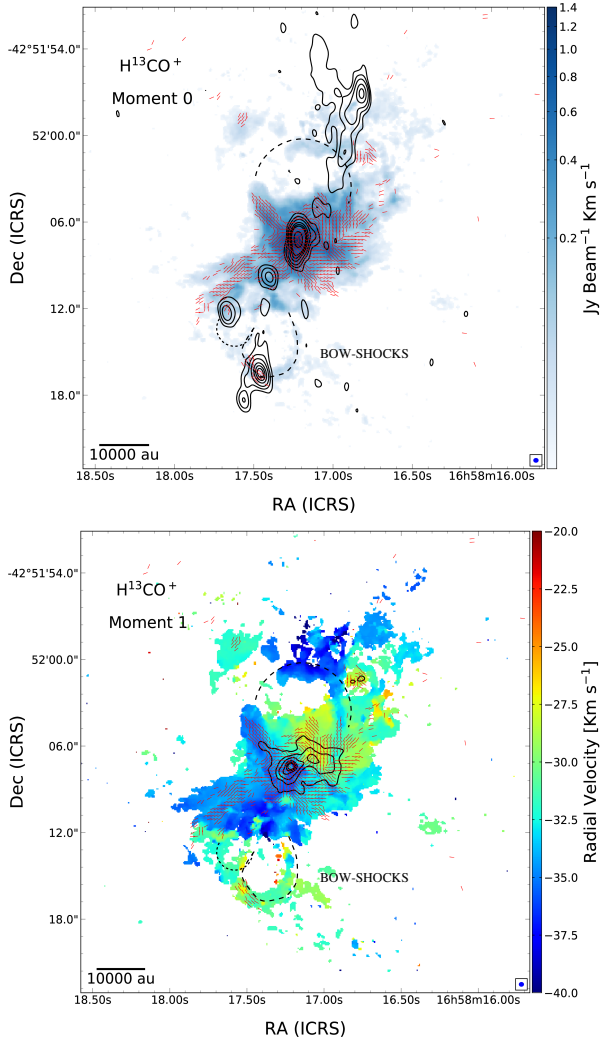 H¹³CO⁺
Moment 0
-42°51'54.0"
52'00.0"
06.0"
12.0"
18.0"
Dec (ICRS)
BOW-SHOCKS
10000 au
18.50s 18.00s 17.50s 17.00s 16.50s 16h58m16.00s
RA (ICRS)
1.4
1.2
1.0
0.8
0.6
0.4
0.2
Jy Beam⁻¹ Km s⁻¹
H¹³CO⁺
Moment 1
-42°51'54.0"
52'00.0"
06.0"
12.0"
18.0"
Dec (ICRS)
BOW-SHOCKS
10000 au
18.50s 18.00s 17.50s 17.00s 16.50s 16h58m16.00s
RA (ICRS)
−20.0
−22.5
−25.0
−27.5
−30.0
−32.5
−35.0
−37.5
−40.0
Radial Velocity [Km s⁻¹]